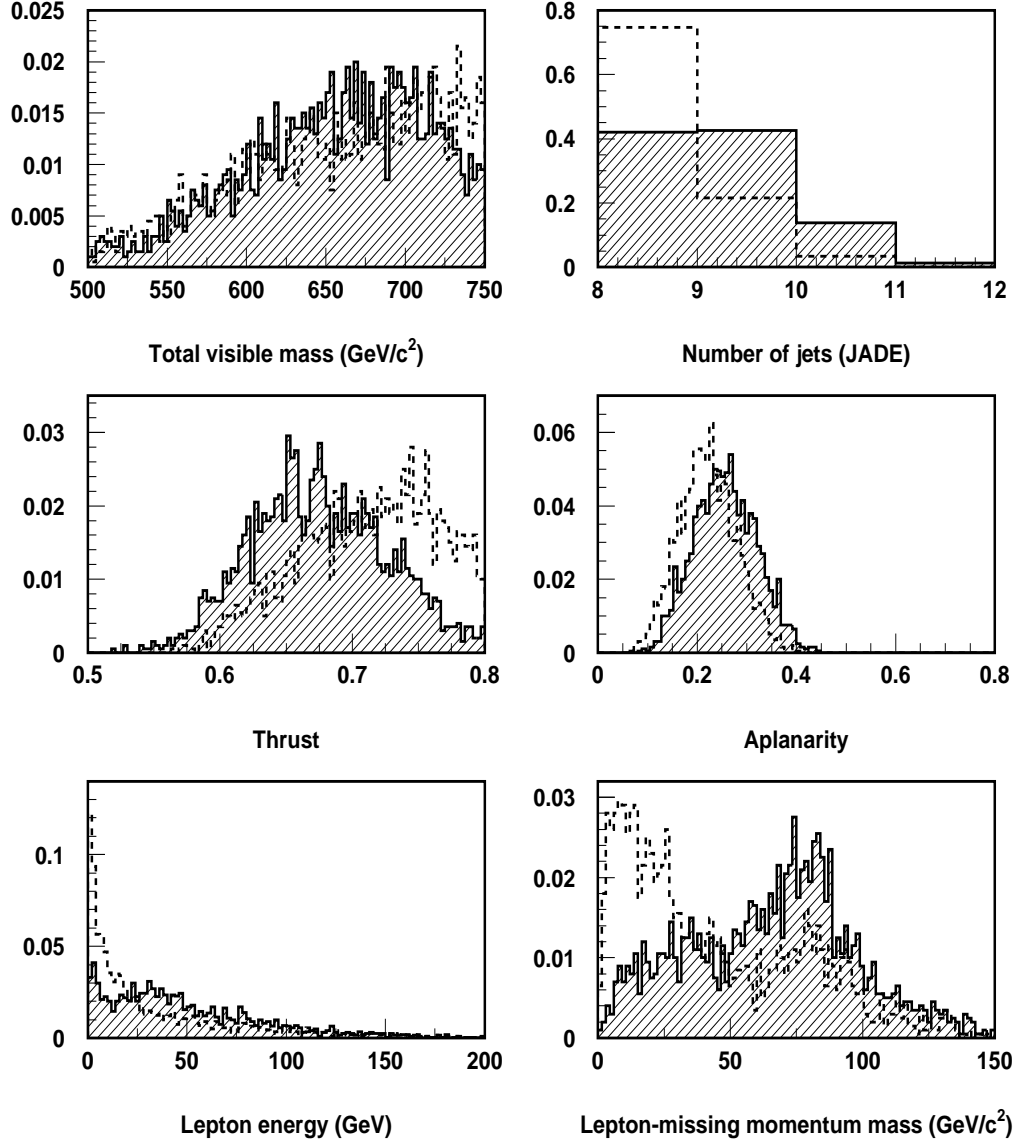 0.025
0.02
0.015
0.01
0.005
0
500 550 600 650 700 750
Total visible mass (GeV/c²)
0.8
0.6
0.4
0.2
0
8 9 10 11 12
Number of jets (JADE)
0.03
0.02
0.01
0
0.5 0.6 0.7 0.8
Thrust
0.06
0.04
0.02
0
0 0.2 0.4 0.6 0.8
Aplanarity
0.1
0.05
0
0 50 100 150 200
Lepton energy (GeV)
0.03
0.02
0.01
0
0 50 100 150
Lepton-missing momentum mass (GeV/c²)